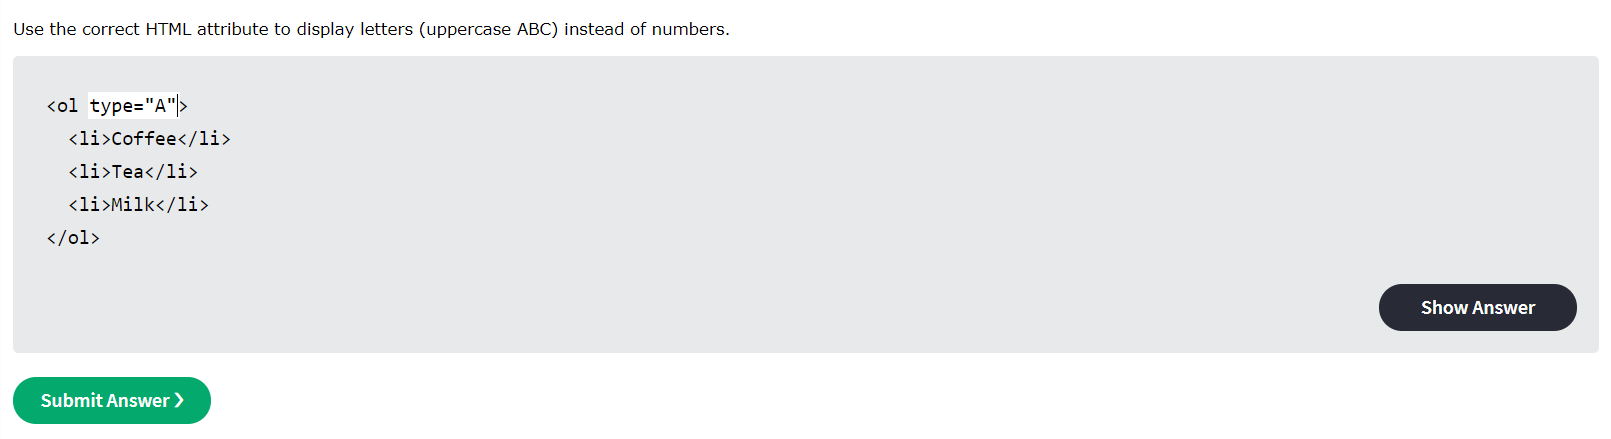 Use the correct HTML attribute to display letters (uppercase ABC) instead of numbers.
<ol type="A">
  <li>Coffee</li>
  <li>Tea</li>
  <li>Milk</li>
</ol>
Show Answer
Submit Answer ❯